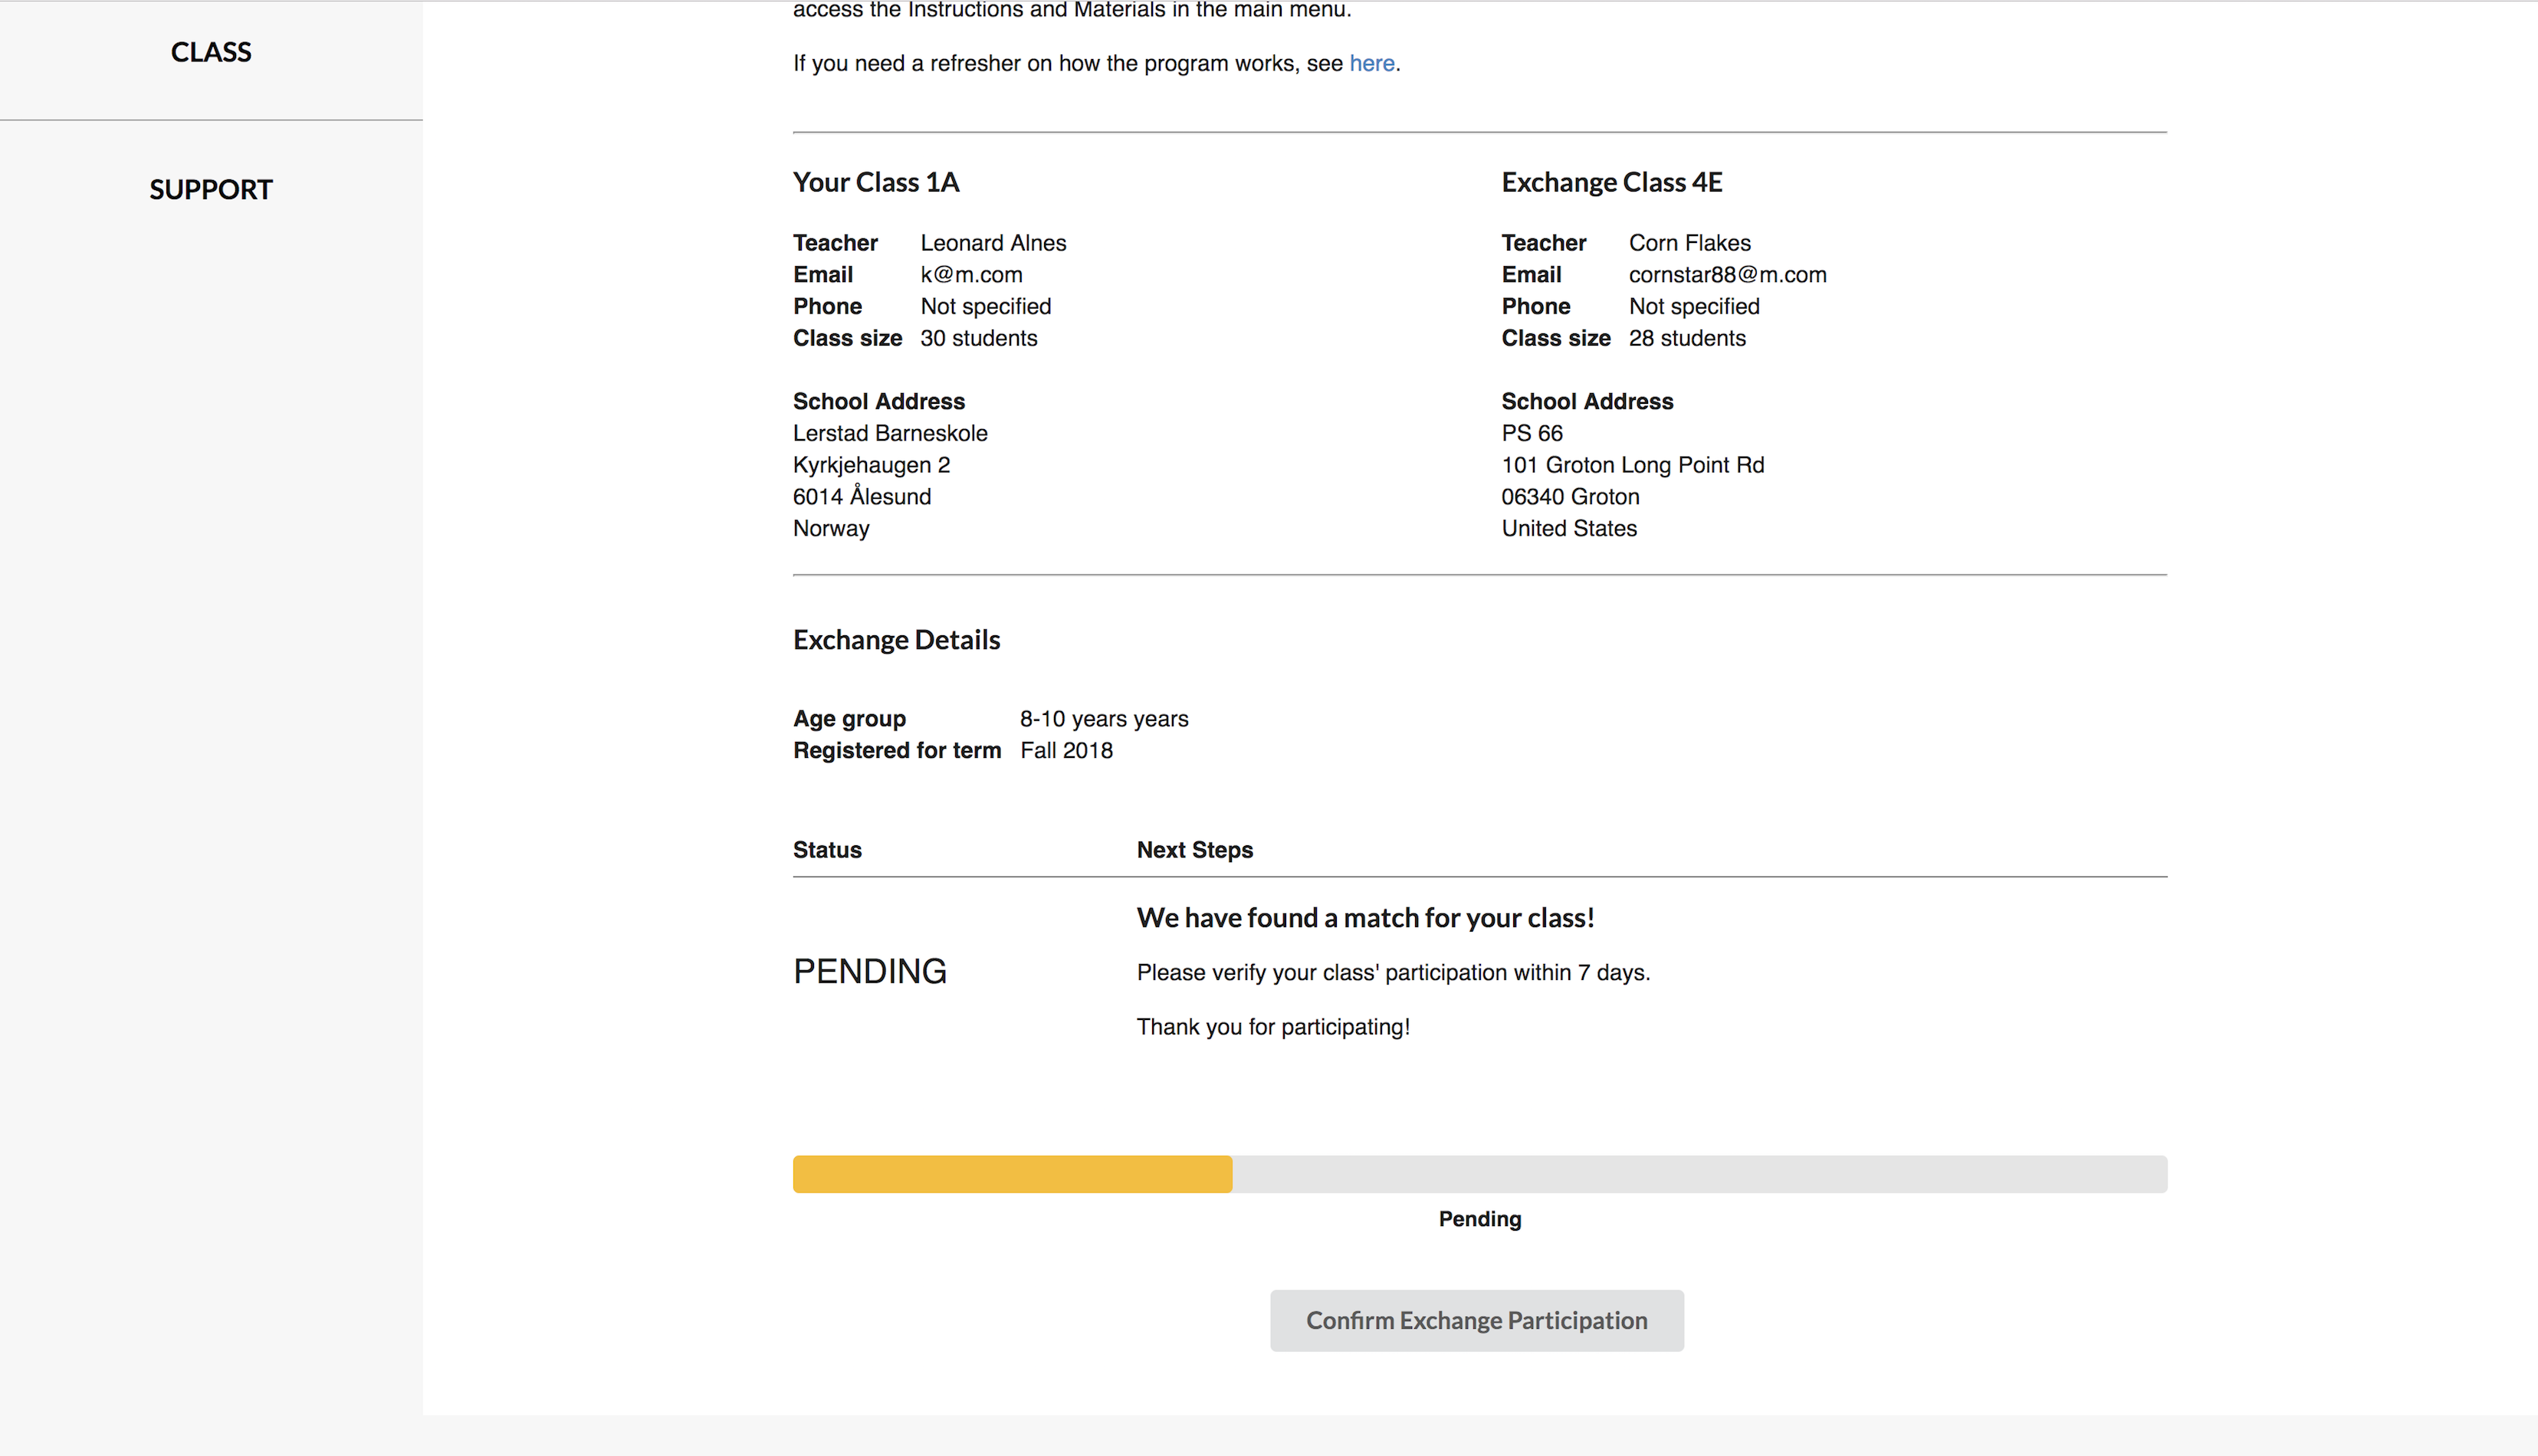 access the Instructions and Materials in the main menu.
CLASS
If you need a refresher on how the program works, see here.
SUPPORT
Your Class 1A
Teacher Leonard Alnes
Email k@m.com
Phone Not specified
Class size 30 students
School Address
Lerstad Barneskole
Kyrkjehaugen 2
6014 Ålesund
Norway
Exchange Class 4E
Teacher Corn Flakes
Email cornstar88@m.com
Phone Not specified
Class size 28 students
School Address
PS 66
101 Groton Long Point Rd
06340 Groton
United States
Exchange Details
Age group 8-10 years years
Registered for term Fall 2018
Status Next Steps
We have found a match for your class!
PENDING Please verify your class' participation within 7 days.
Thank you for participating!
Pending
Confirm Exchange Participation